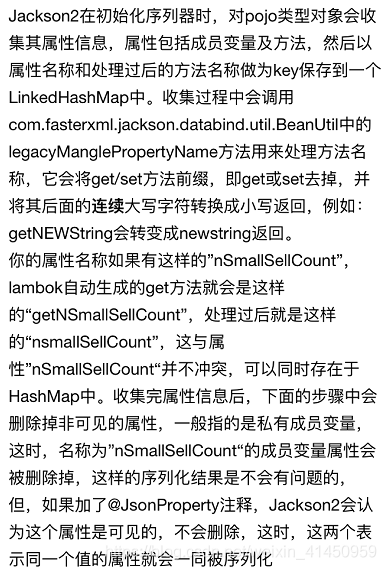 Jackson2在初始化序列器时，对pojo类型对象会收
集其属性信息，属性包括成员变量及方法，然后以
属性名称和处理过后的方法名称做为key保存到一个
LinkedHashMap中。收集过程中会调用
com.fasterxml.jackson.databind.util.BeanUtil中的
legacyManglePropertyName方法用来处理方法名
称，它会将get/set方法前缀，即get或set去掉，并
将其后面的连续大写字符转换成小写返回，例如：
getNEWString会转变成newstring返回。
你的属性名称如果有这样的”nSmallSellCount”，
lambok自动生成的get方法就会是这样
的“getNSmallSellCount”，处理过后就是这样
的“nsmallSellCount”，这与属
性”nSmallSellCount“并不冲突，可以同时存在于
HashMap中。收集完属性信息后，下面的步骤中会
删除掉非可见的属性，一般指的是私有成员变量，
这时，名称为”nSmallSellCount“的成员变量属性会
被删除掉，这样的序列化结果是不会有问题的，
但，如果加了@JsonProperty注释，Jackson2会认
为这个属性是可见的，不会删除，这时，这两个表
示同一个值的属性就会一同被序列化